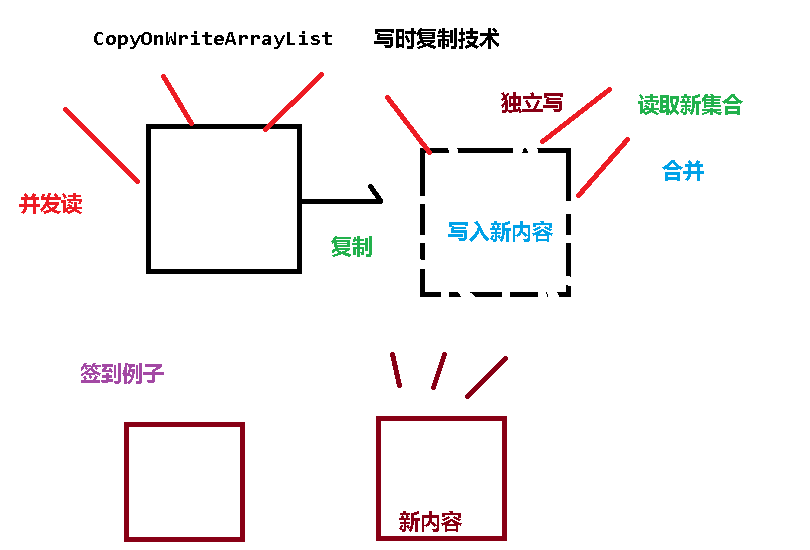 CopyOnWriteArrayList 写时复制技术
独立写
读取新集合
合并
并发读
写入新内容
复制
签到例子
新内容